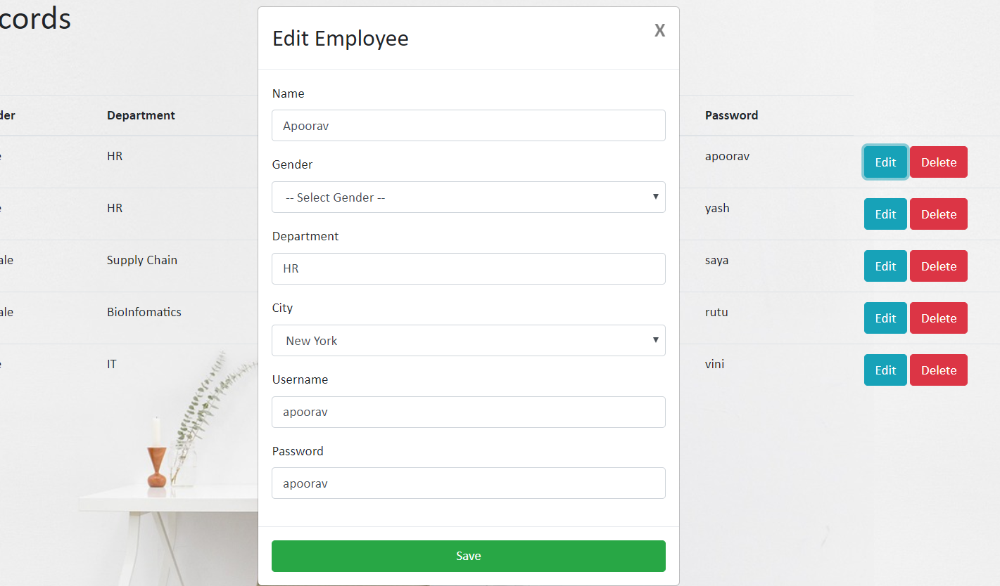 cords
Edit Employee
X
Name
Apoorav
Gender
-- Select Gender --
Department
HR
City
New York
Username
apoorav
Password
apoorav
Save
der Department Password
e HR apoorav Edit Delete
e HR yash Edit Delete
ale Supply Chain saya Edit Delete
ale BioInfomatics rutu Edit Delete
e IT vini Edit Delete